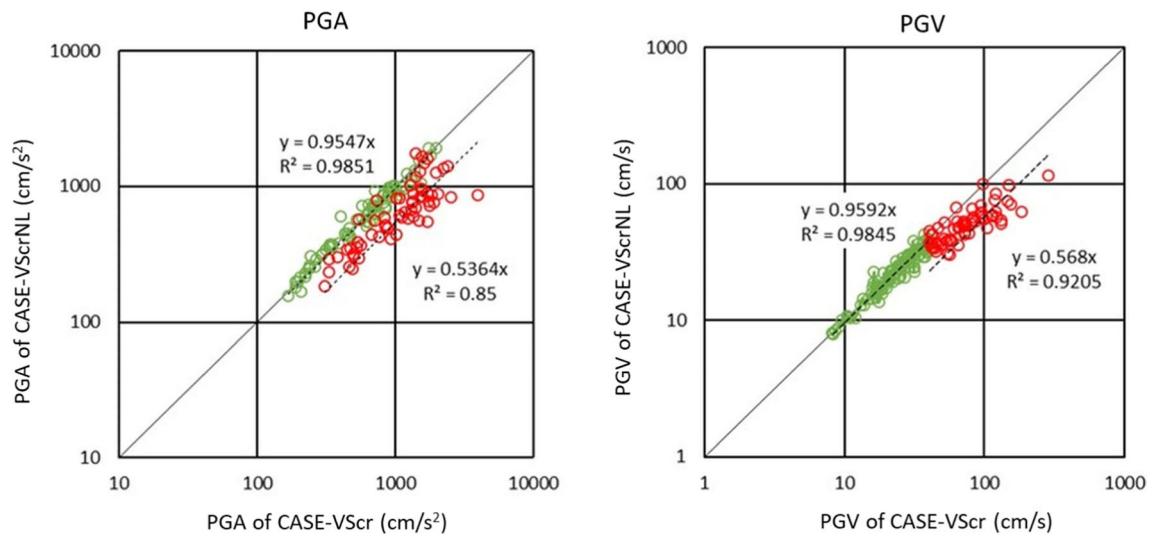 PGA
10000
1000
100
10
10
100
1000
10000
PGA of CASE-VScrNL (cm/s²)
PGA of CASE-VScr (cm/s²)
y = 0.9547x
R² = 0.9851
y = 0.5364x
R² = 0.85
PGV
1000
100
10
1
1
10
100
1000
PGV of CASE-VScrNL (cm/s)
PGV of CASE-VScr (cm/s)
y = 0.9592x
R² = 0.9845
y = 0.568x
R² = 0.9205